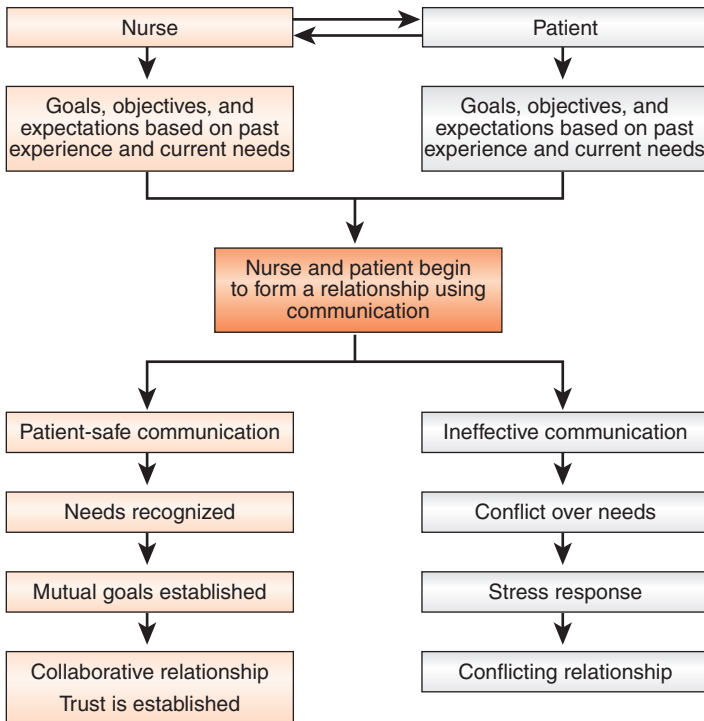 Nurse
Patient
Goals, objectives, and
expectations based on past
experience and current needs
Goals, objectives, and
expectations based on past
experience and current needs
Nurse and patient begin
to form a relationship using
communication
Patient-safe communication
Ineffective communication
Needs recognized
Conflict over needs
Mutual goals established
Stress response
Collaborative relationship
Trust is established
Conflicting relationship